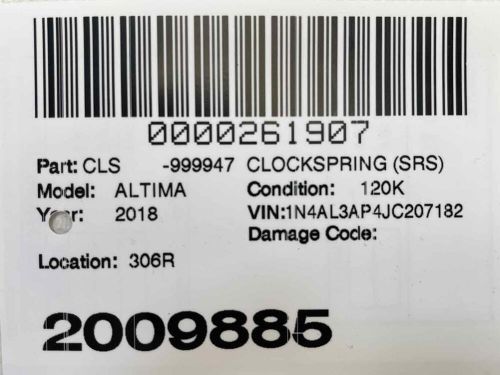 0000261907
Part: CLS -999947 CLOCKSPRING (SRS)
Model: ALTIMA Condition: 120K
Year: 2018 VIN:1N4AL3AP4JC207182
Damage Code:
Location: 306R
2009885